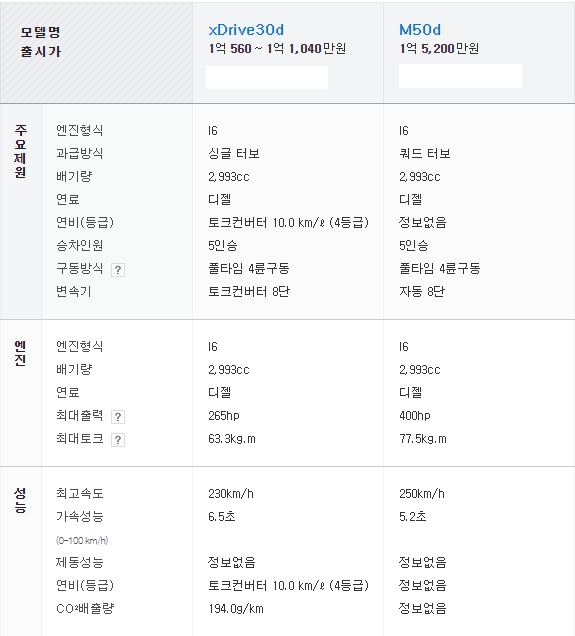 모델명 xDrive30d M50d
출시가 1억 560 ~ 1억 1,040만원 1억 5,200만원
주요제원
엔진형식 I6 I6
과급방식 싱글 터보 쿼드 터보
배기량 2,993cc 2,993cc
연료 디젤 디젤
연비(등급) 토크컨버터 10.0 km/ℓ (4등급) 정보없음
승차인원 5인승 5인승
구동방식 ? 풀타임 4륜구동 풀타임 4륜구동
변속기 토크컨버터 8단 자동 8단
엔진
엔진형식 I6 I6
배기량 2,993cc 2,993cc
연료 디젤 디젤
최대출력 ? 265hp 400hp
최대토크 ? 63.3kg.m 77.5kg.m
성능
최고속도 230km/h 250km/h
가속성능 6.5초 5.2초
(0-100 km/h)
제동성능 정보없음 정보없음
연비(등급) 토크컨버터 10.0 km/ℓ (4등급) 정보없음
CO²배출량 194.0g/km 정보없음